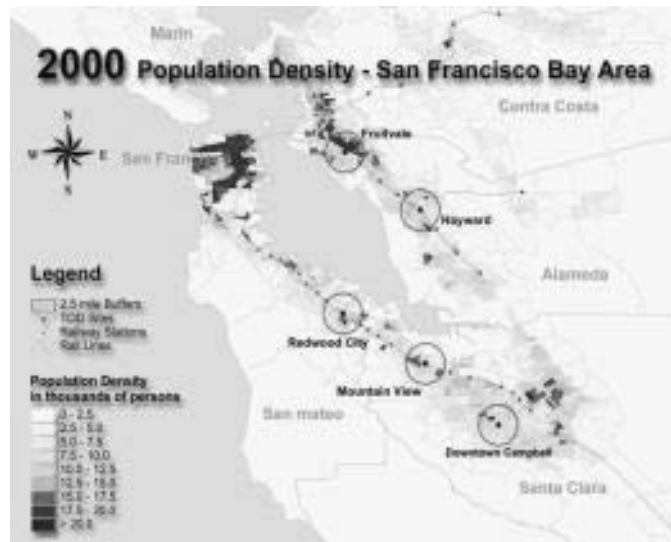 Marin
2000 Population Density - San Francisco Bay Area
Contra Costa
N
W E
S
Fruitvale
San Fran
Hayward
Legend
2.5 mile Buffers
TOD Sites
Railway Stations
Rail Lines
Alameda
Redwood City
Population Density
in thousands of persons
0 - 2.5
2.5 - 5.0
5.0 - 7.5
7.5 - 10.0
10.0 - 12.5
12.5 - 15.0
15.0 - 17.5
17.5 - 20.0
> 20.0
Mountain View
San mateo
Downtown Campbell
Santa Clara